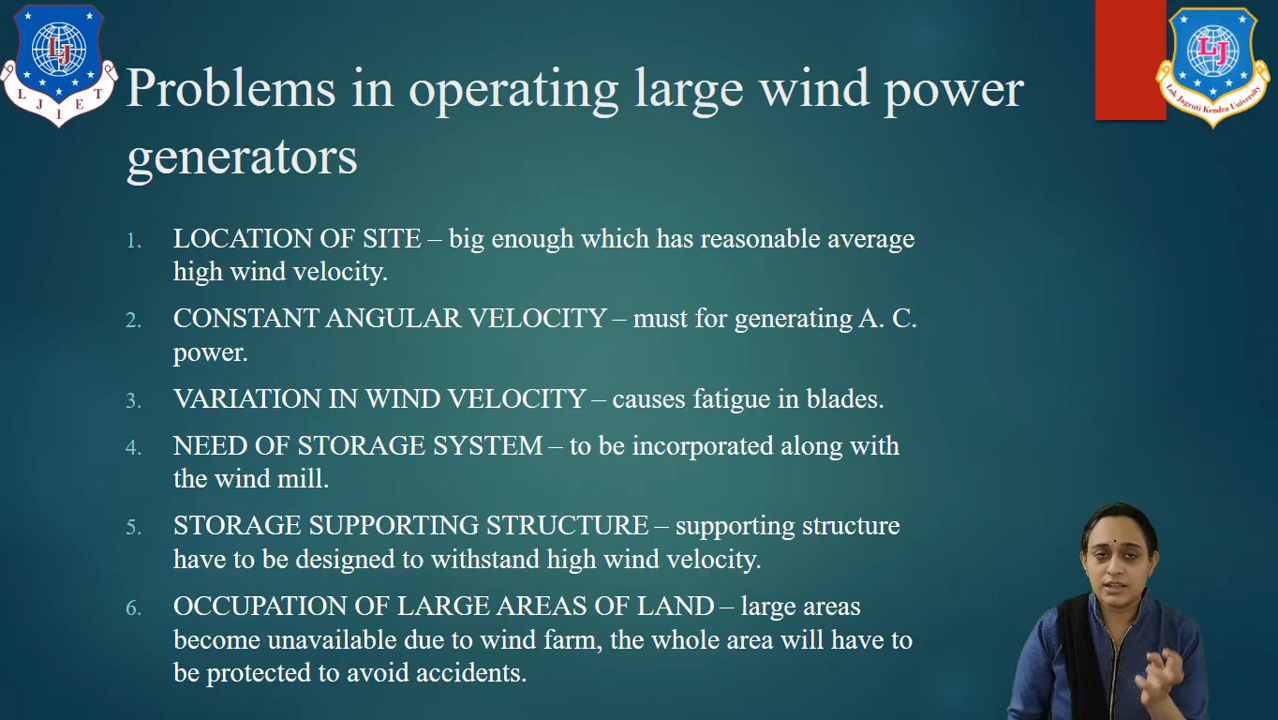 Problems in operating large wind power
generators
1. LOCATION OF SITE – big enough which has reasonable average
high wind velocity.
2. CONSTANT ANGULAR VELOCITY – must for generating A. C.
power.
3. VARIATION IN WIND VELOCITY – causes fatigue in blades.
4. NEED OF STORAGE SYSTEM – to be incorporated along with
the wind mill.
5. STORAGE SUPPORTING STRUCTURE – supporting structure
have to be designed to withstand high wind velocity.
6. OCCUPATION OF LARGE AREAS OF LAND – large areas
become unavailable due to wind farm, the whole area will have to
be protected to avoid accidents.
LJ
L J I E T
LJ
Lok Jagruti Kendra University